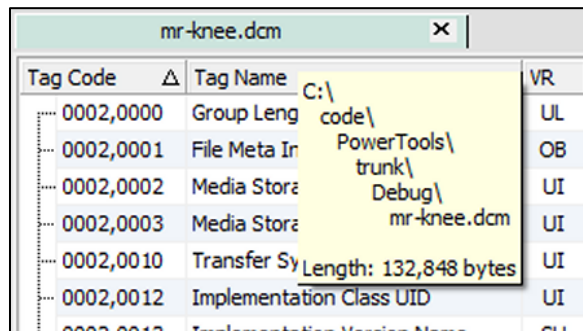 mr-knee.dcm
Tag Code Tag Name VR
0002,0000 Group Leng UL
0002,0001 File Meta In OB
0002,0002 Media Stora UI
0002,0003 Media Stora UI
0002,0010 Transfer Sy UI
0002,0012 Implementation Class UID UI
C:\
code\
PowerTools\
trunk\
Debug\
mr-knee.dcm
Length: 132,848 bytes